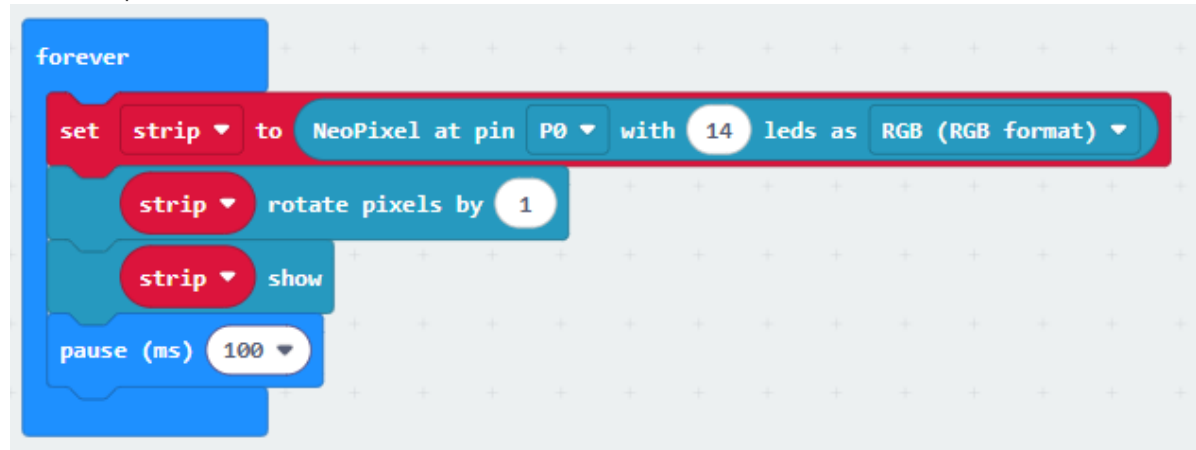 forever
set strip to NeoPixel at pin P0 with 14 leds as RGB (RGB format)
strip rotate pixels by 1
strip show
pause (ms) 100